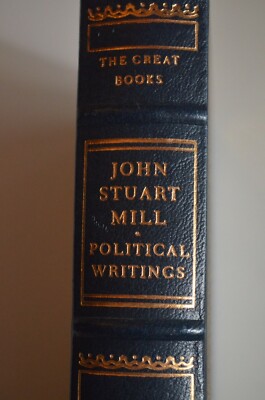 THE GREAT
BOOKS
JOHN
STUART
MILL
·
POLITICAL
WRITINGS